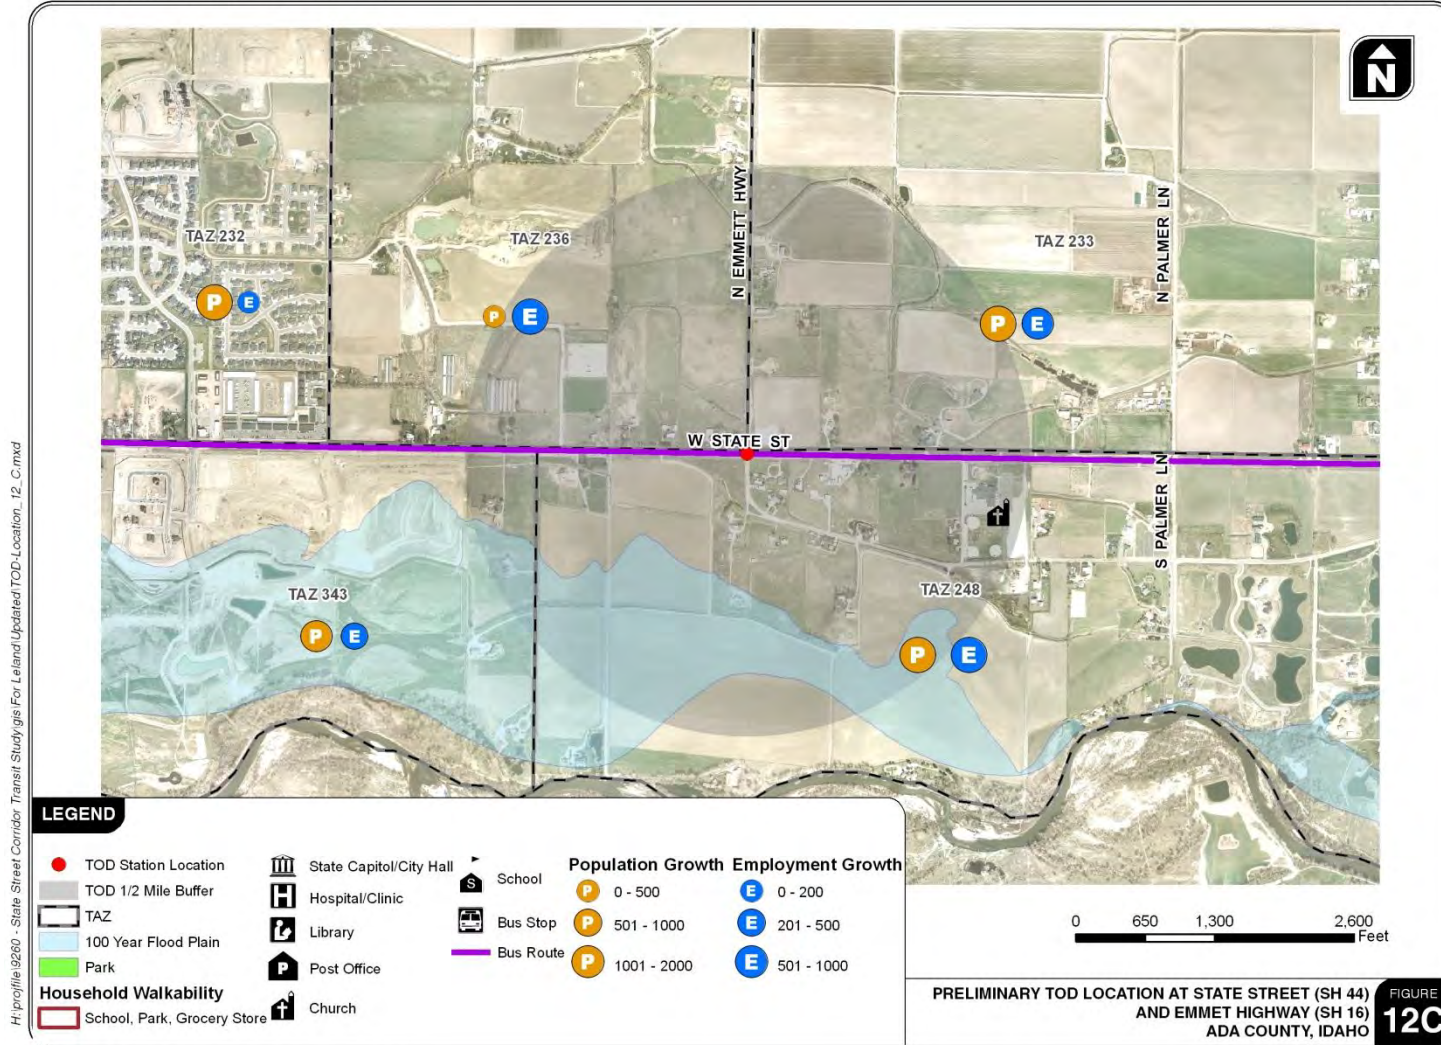 N
TAZ 232
TAZ 236
N EMMETT HWY
TAZ 233
N PALMER LN
P E
P E
P E
W STATE ST
S PALMER LN
TAZ 343
TAZ 248
P E
P E
H:\projfile\9260 - State Street Corridor Transit Study\gis\For Leland\Updated\TOD-Location_12_C.mxd
LEGEND
TOD Station Location
TOD 1/2 Mile Buffer
TAZ
100 Year Flood Plain
Park
Household Walkability
School, Park, Grocery Store
State Capitol/City Hall
H Hospital/Clinic
Library
P Post Office
Church
S School
Bus Stop
Bus Route
Population Growth
P 0 - 500
P 501 - 1000
P 1001 - 2000
Employment Growth
E 0 - 200
E 201 - 500
E 501 - 1000
0 650 1,300 2,600
Feet
PRELIMINARY TOD LOCATION AT STATE STREET (SH 44)
AND EMMET HIGHWAY (SH 16)
ADA COUNTY, IDAHO
FIGURE
12C